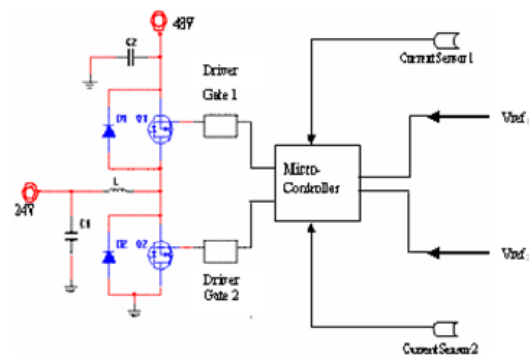 48V
C2
Driver
Gate 1
CurrentSensor1
D1 Q1
Micro-
Controller
Vref
L
24V
C1
D2 Q2
Driver
Gate 2
Vref
CurrentSensor2